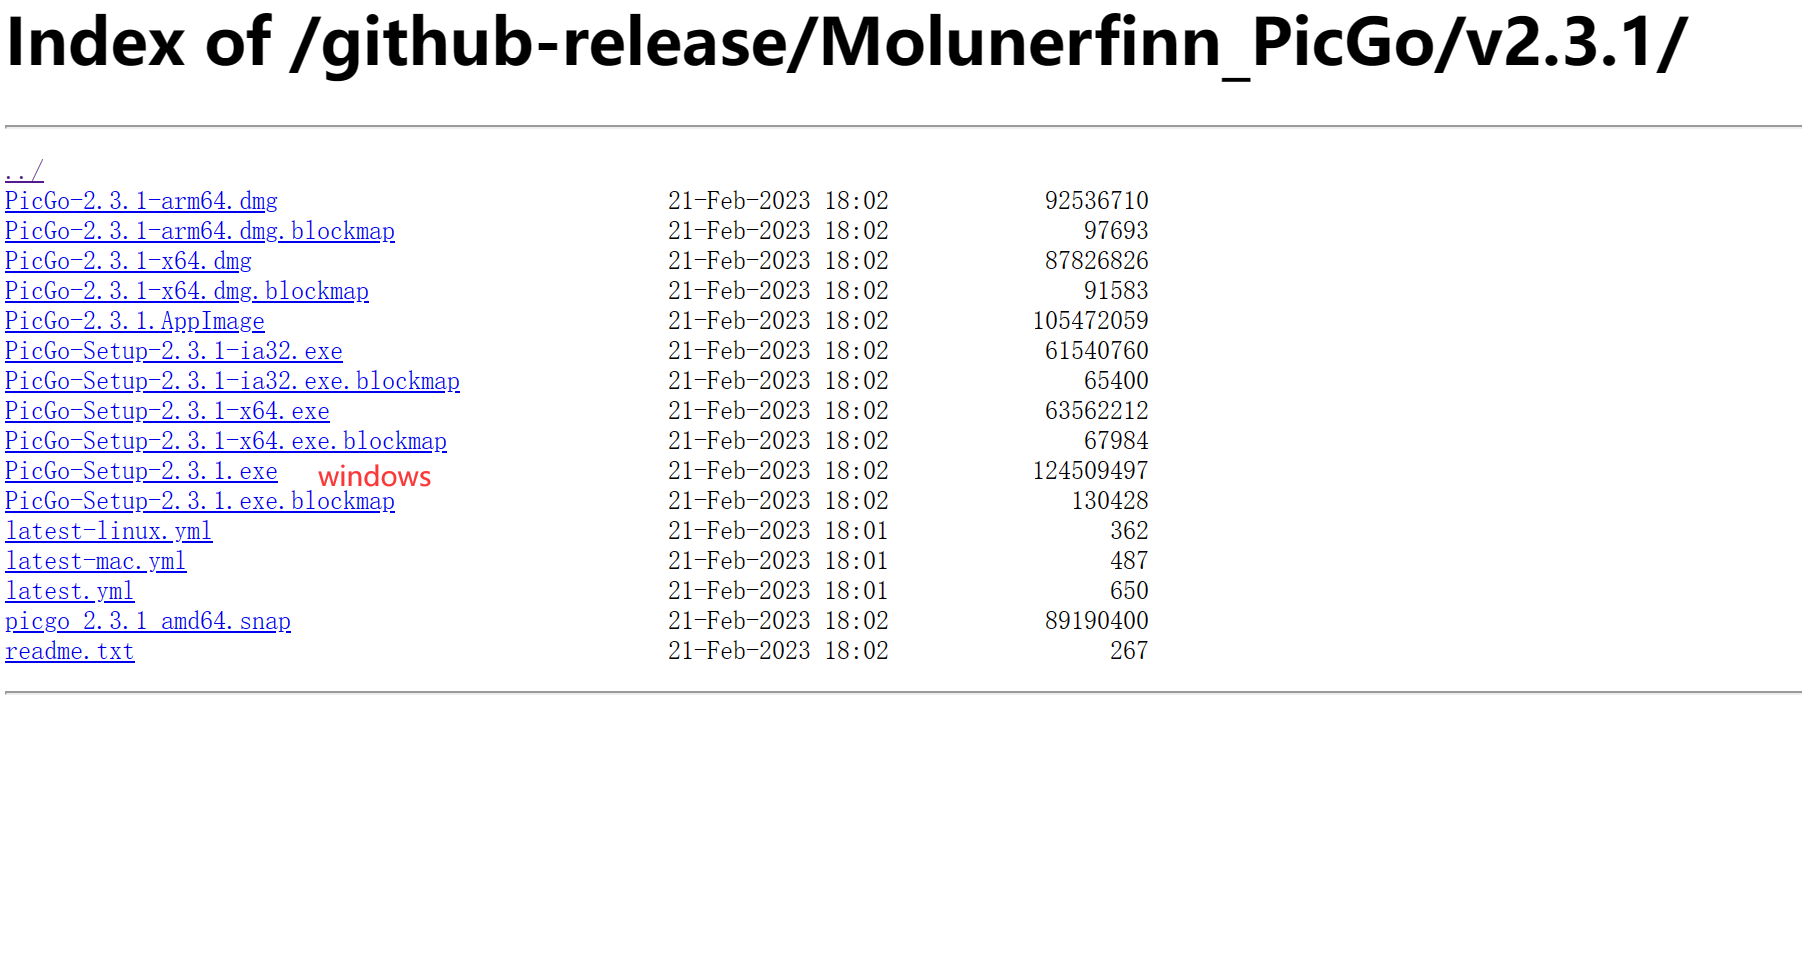 Index of /github-release/Molunerfinn_PicGo/v2.3.1/
../
PicGo-2.3.1-arm64.dmg 21-Feb-2023 18:02 92536710
PicGo-2.3.1-arm64.dmg.blockmap 21-Feb-2023 18:02 97693
PicGo-2.3.1-x64.dmg 21-Feb-2023 18:02 87826826
PicGo-2.3.1-x64.dmg.blockmap 21-Feb-2023 18:02 91583
PicGo-2.3.1.AppImage 21-Feb-2023 18:02 105472059
PicGo-Setup-2.3.1-ia32.exe 21-Feb-2023 18:02 61540760
PicGo-Setup-2.3.1-ia32.exe.blockmap 21-Feb-2023 18:02 65400
PicGo-Setup-2.3.1-x64.exe 21-Feb-2023 18:02 63562212
PicGo-Setup-2.3.1-x64.exe.blockmap 21-Feb-2023 18:02 67984
PicGo-Setup-2.3.1.exe windows 21-Feb-2023 18:02 124509497
PicGo-Setup-2.3.1.exe.blockmap 21-Feb-2023 18:02 130428
latest-linux.yml 21-Feb-2023 18:01 362
latest-mac.yml 21-Feb-2023 18:01 487
latest.yml 21-Feb-2023 18:01 650
picgo_2.3.1_amd64.snap 21-Feb-2023 18:02 89190400
readme.txt 21-Feb-2023 18:02 267